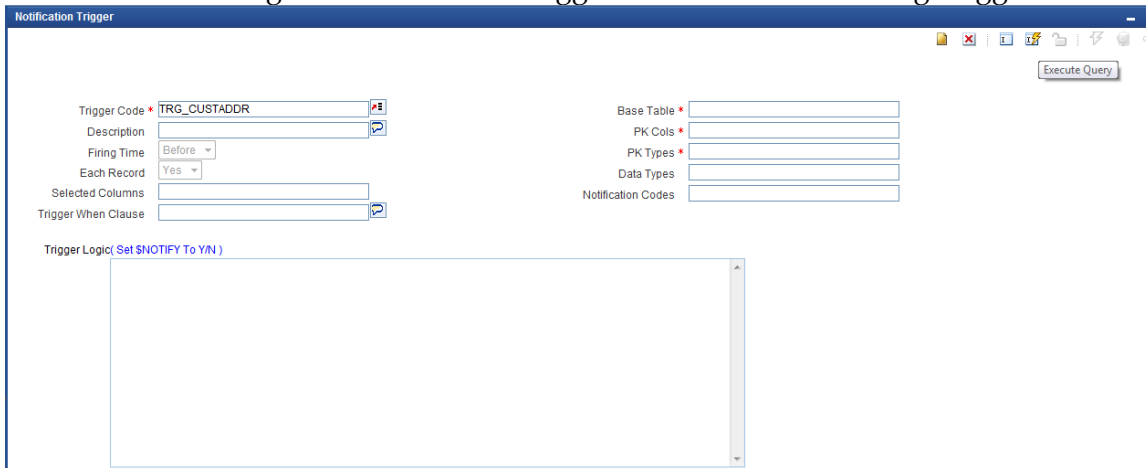 Notification Trigger
Execute Query
Trigger Code * TRG_CUSTADDR
Base Table *
Description
PK Cols *
Firing Time Before
PK Types *
Each Record Yes
Data Types
Selected Columns
Notification Codes
Trigger When Clause
Trigger Logic( Set $NOTIFY To Y/N )